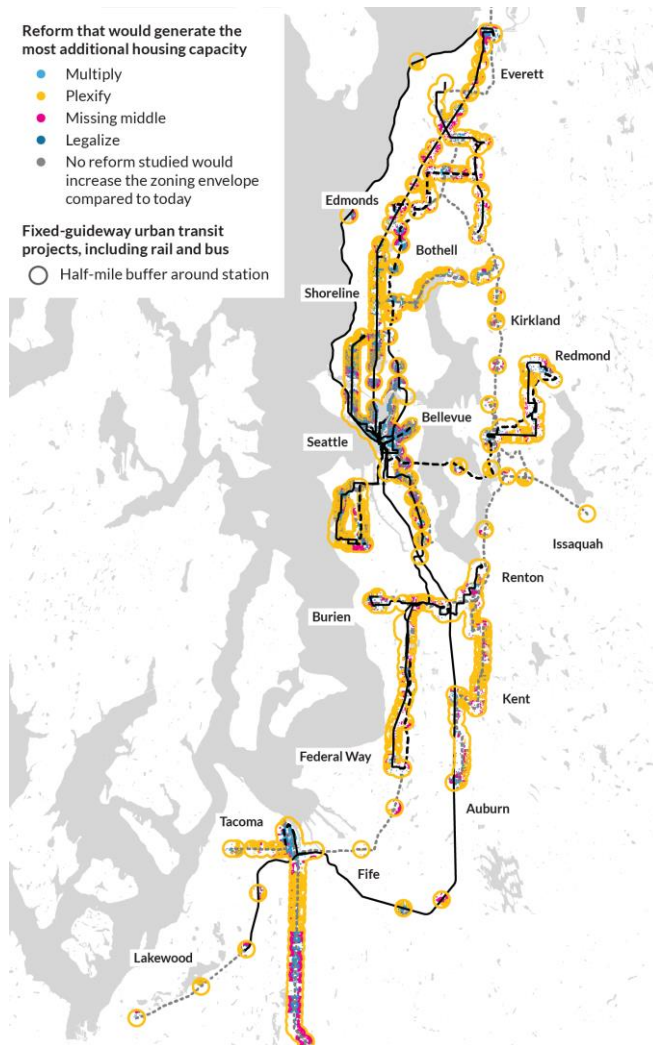 Reform that would generate the
most additional housing capacity
Multiply
Plexify
Missing middle
Legalize
No reform studied would
increase the zoning envelope
compared to today
Fixed-guideway urban transit
projects, including rail and bus
Half-mile buffer around station
Everett
Edmonds
Bothell
Shoreline
Kirkland
Redmond
Bellevue
Seattle
Issaquah
Renton
Burien
Kent
Federal Way
Auburn
Tacoma
Fife
Lakewood